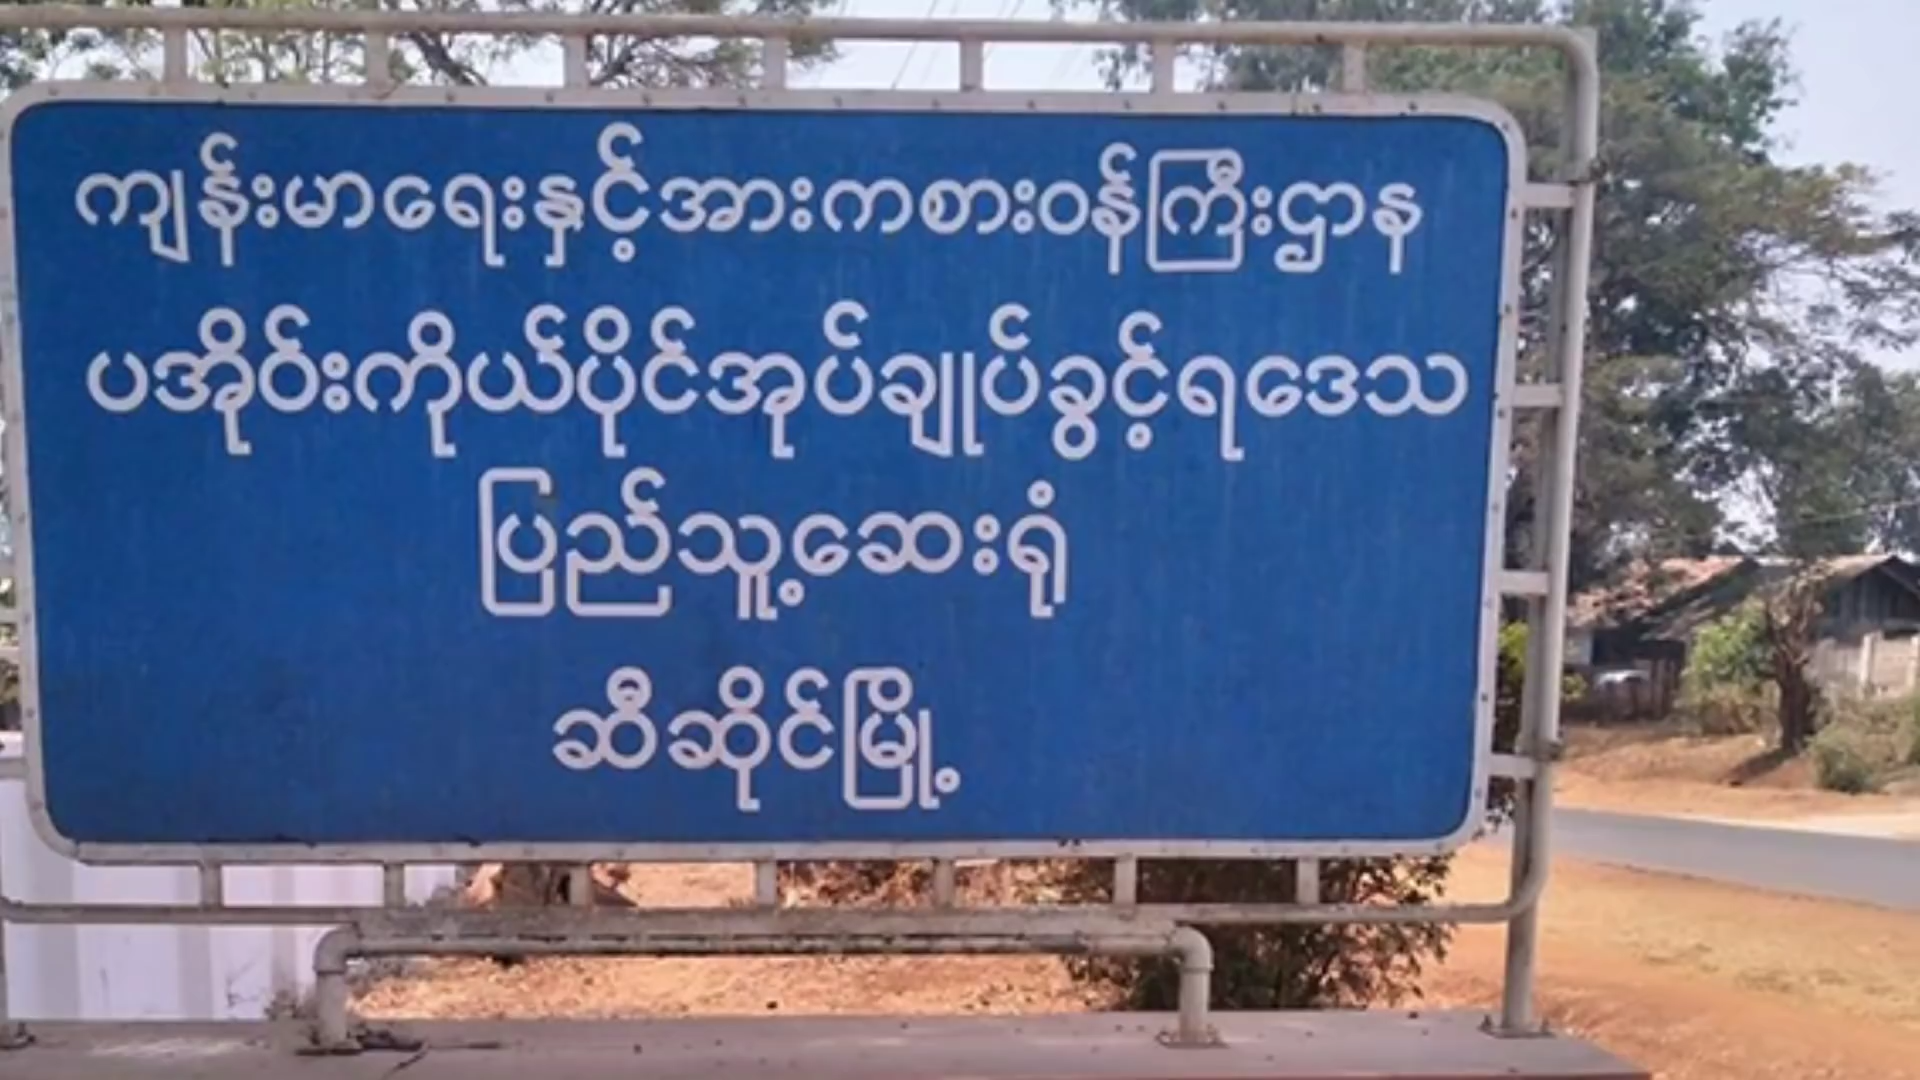 ကျန်းမာရေးနှင့်အားကစားဝန်ကြီးဌာန
ပအိုဝ်းကိုယ်ပိုင်အုပ်ချုပ်ခွင့်ရဒေသ
ပြည်သူ့ဆေးရုံ
ဆီဆိုင်မြို့